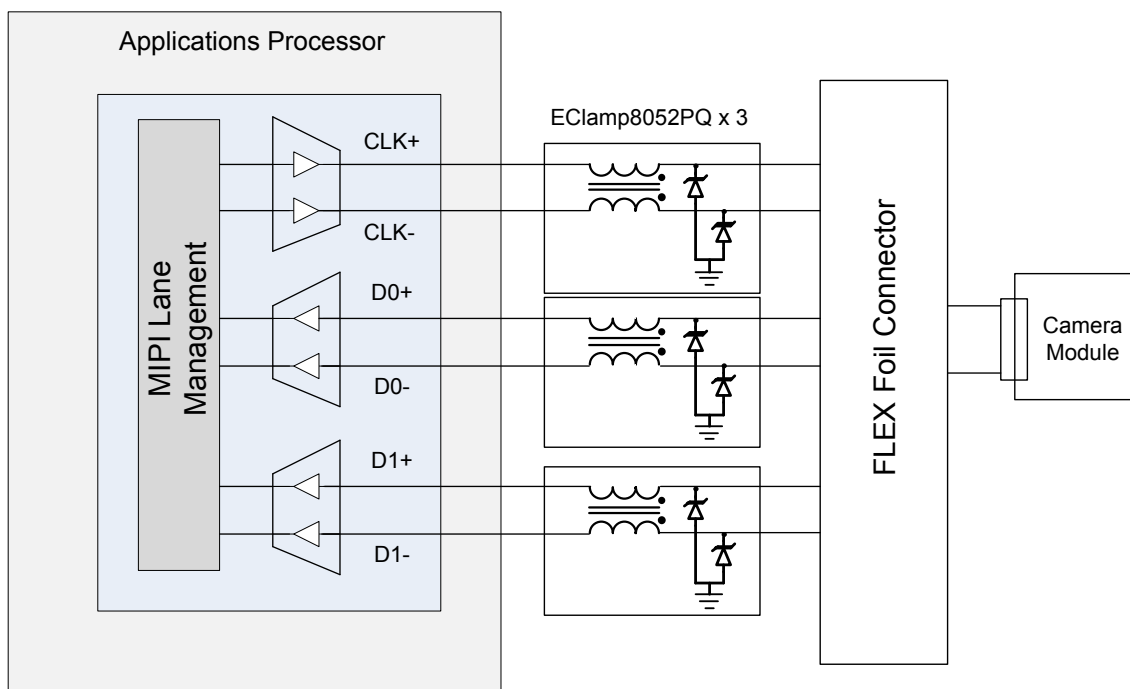 Applications Processor
EClamp8052PQ x 3
MIPI Lane
Management
CLK+
CLK-
D0+
D0-
D1+
D1-
FLEX Foil Connector
Camera
Module